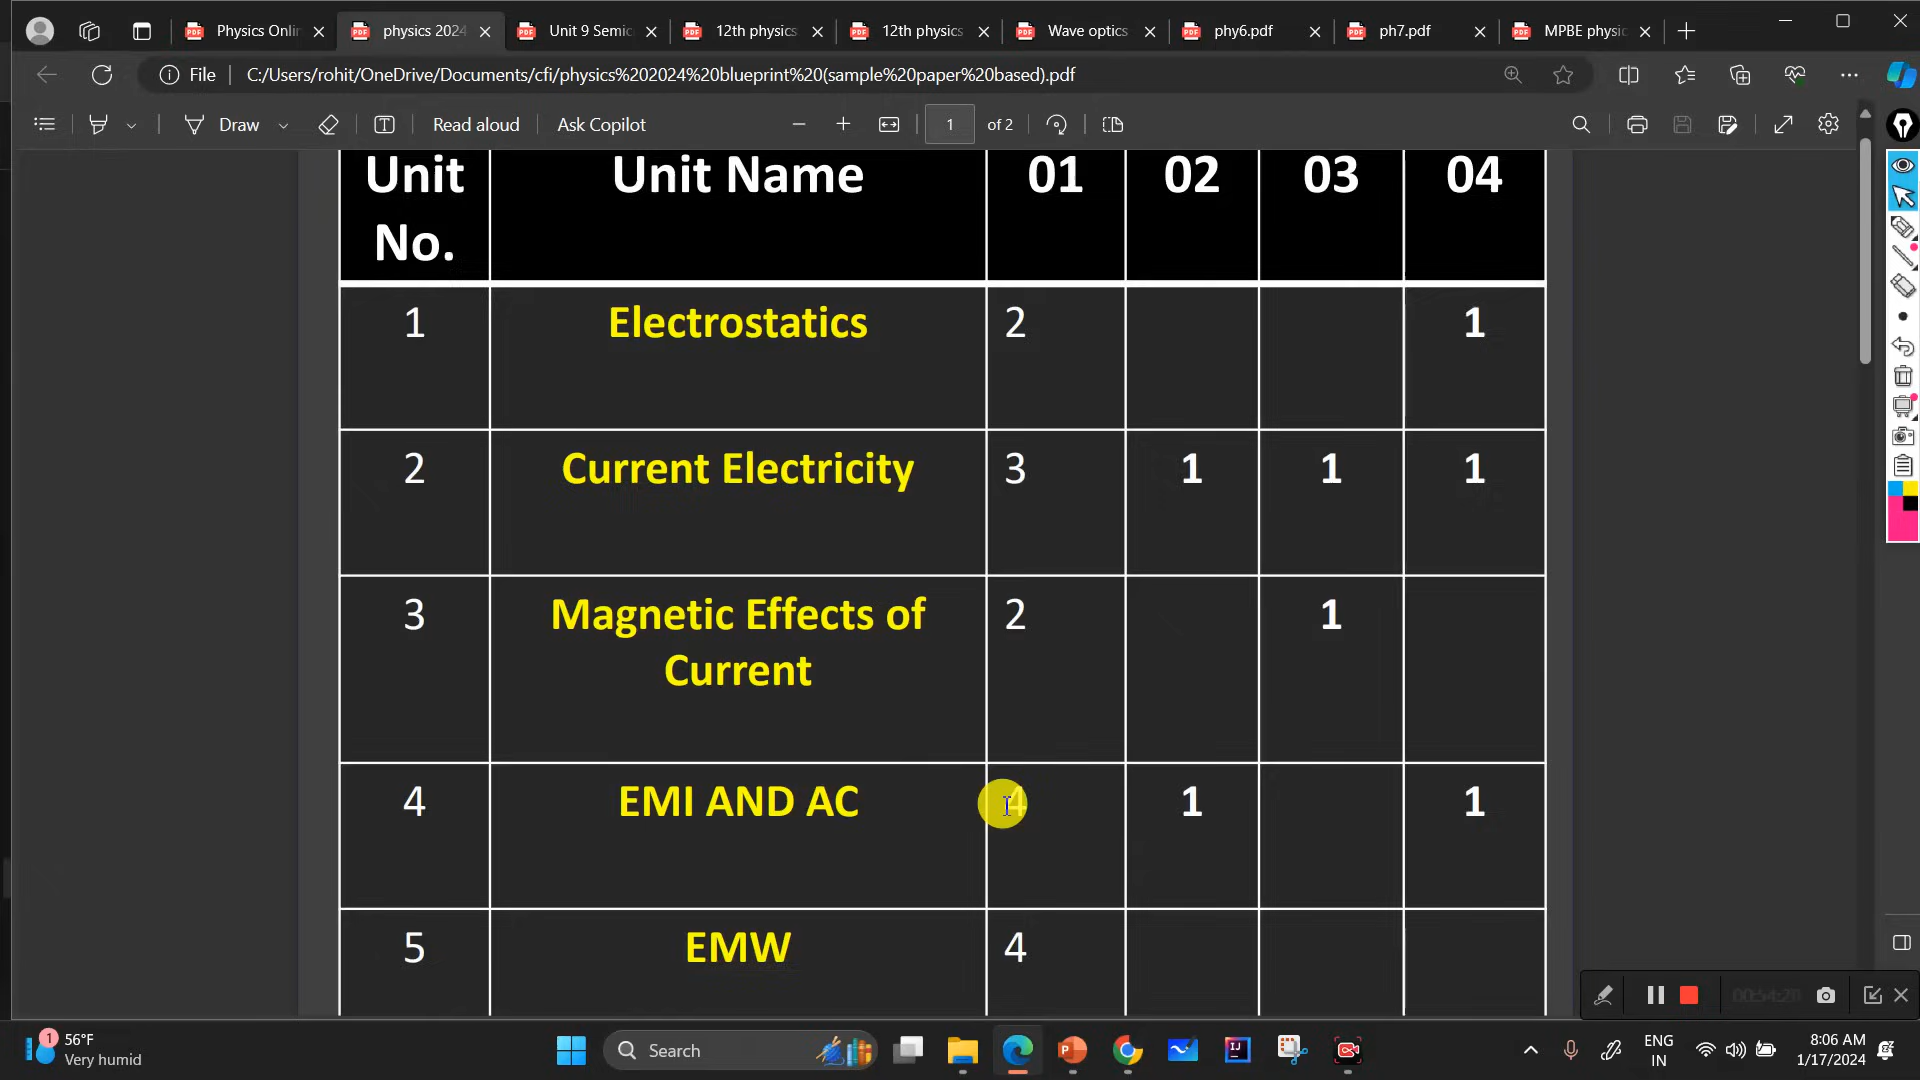 Physics Onlin
physics 2024
Unit 9 Semic
12th physics
12th physics
Wave optics
phy6.pdf
ph7.pdf
MPBE physic
File
C:/Users/rohit/OneDrive/Documents/cfi/physics%202024%20blueprint%20(sample%20paper%20based).pdf
Draw
Read aloud
Ask Copilot
1 of 2
Unit No. Unit Name 01 02 03 04
1 Electrostatics 2 1
2 Current Electricity 3 1 1 1
3 Magnetic Effects of 2 1
Current
4 EMI AND AC 4 1 1
5 EMW 4
1
56°F
Very humid
Search
ENG
IN
8:06 AM
1/17/2024